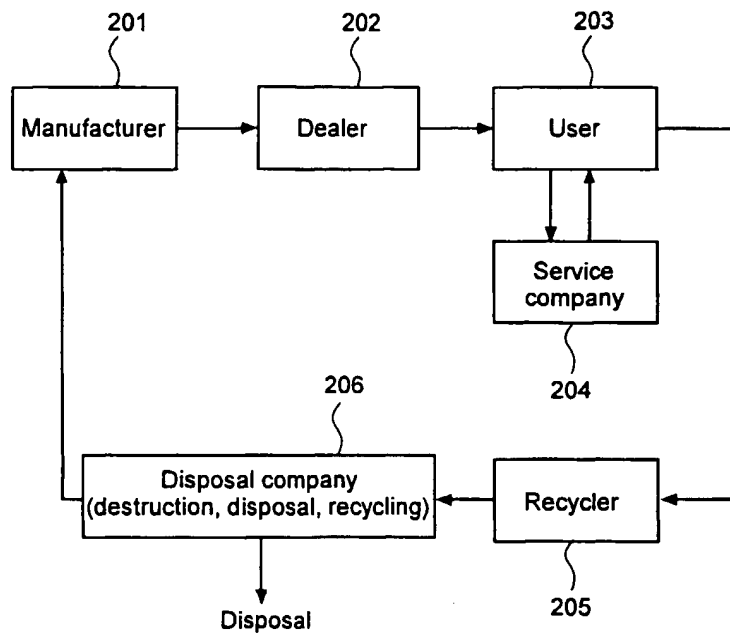 201
202
203
Manufacturer
Dealer
User
Service
company
204
206
Disposal company
(destruction, disposal, recycling)
Recycler
205
Disposal